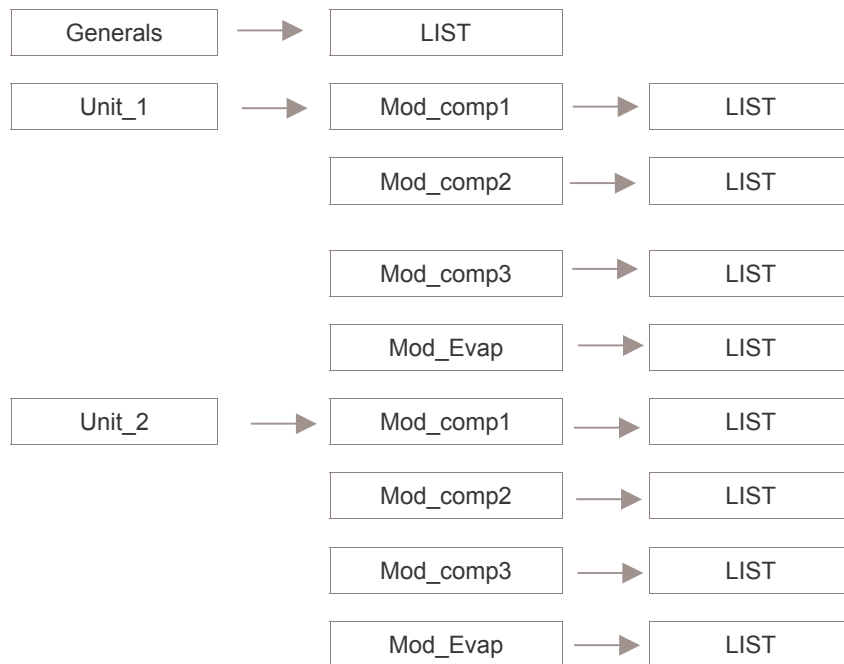 Generals LIST
Unit_1 Mod_comp1 LIST
Mod_comp2 LIST
Mod_comp3 LIST
Mod_Evap LIST
Unit_2 Mod_comp1 LIST
Mod_comp2 LIST
Mod_comp3 LIST
Mod_Evap LIST